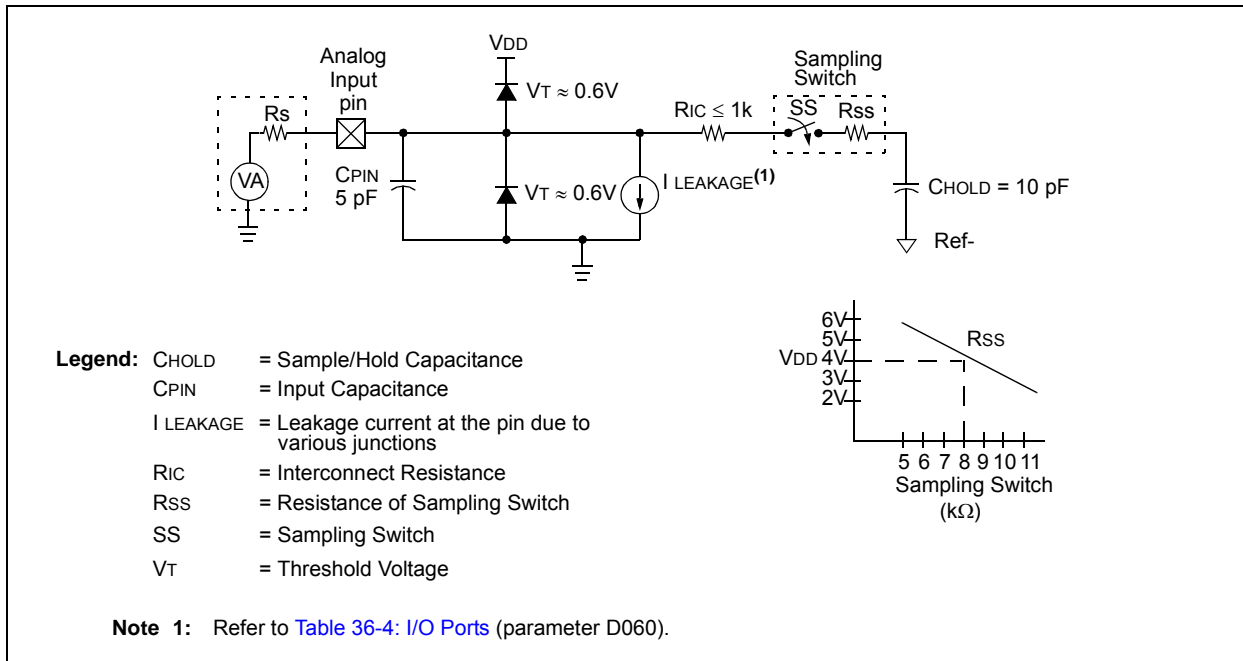 VDD
Analog
Input
pin
Sampling
Switch
Rs
VT ≈ 0.6V
RIC ≤ 1k
SS
Rss
VA
CPIN
5 pF
VT ≈ 0.6V
I LEAKAGE(1)
CHOLD = 10 pF
Ref-
6V
5V
VDD 4V
3V
2V
RSS
5 6 7 8 9 10 11
Sampling Switch
(kΩ)
Legend: CHOLD = Sample/Hold Capacitance
CPIN = Input Capacitance
I LEAKAGE = Leakage current at the pin due to
various junctions
RIC = Interconnect Resistance
RSS = Resistance of Sampling Switch
SS = Sampling Switch
VT = Threshold Voltage
Note 1: Refer to Table 36-4: I/O Ports (parameter D060).